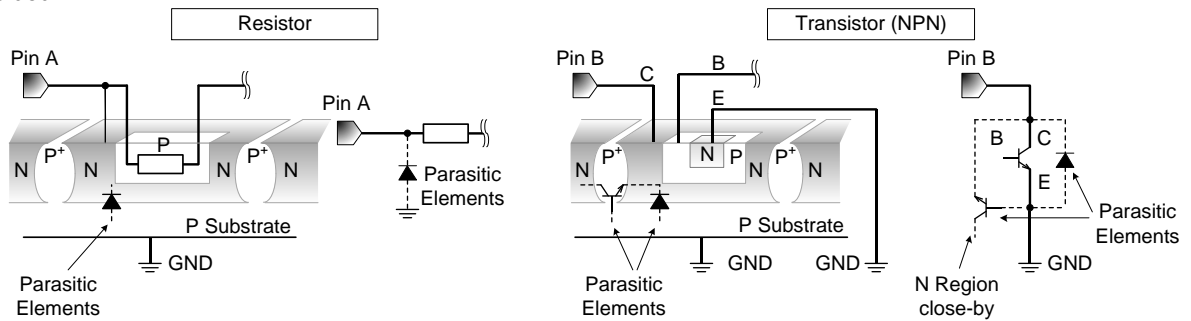 Resistor
Transistor (NPN)
Pin A
Pin A
N
P+
N
P
N
P+
N
Parasitic
Elements
P Substrate
GND
Parasitic
Elements
Pin B
C
B
E
N
P+
N
N
P
N
P+
N
P Substrate
GND
GND
Parasitic
Elements
Pin B
B
C
E
Parasitic
Elements
GND
N Region
close-by